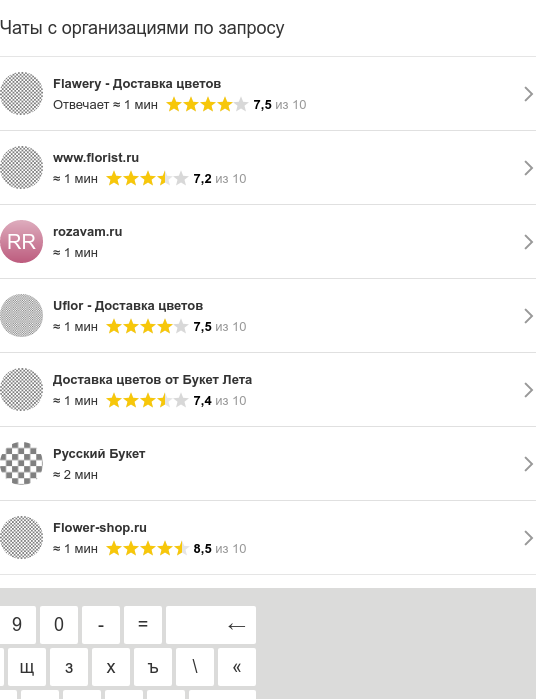 Чаты с организациями по запросу
Flawery - Доставка цветов
Отвечает ≈ 1 мин 7,5 из 10
www.florist.ru
≈ 1 мин 7,2 из 10
RR
rozavam.ru
≈ 1 мин
Uflor - Доставка цветов
≈ 1 мин 7,5 из 10
Доставка цветов от Букет Лета
≈ 1 мин 7,4 из 10
Русский Букет
≈ 2 мин
Flower-shop.ru
≈ 1 мин 8,5 из 10
9 0 - = ←
щ з х ъ \ «